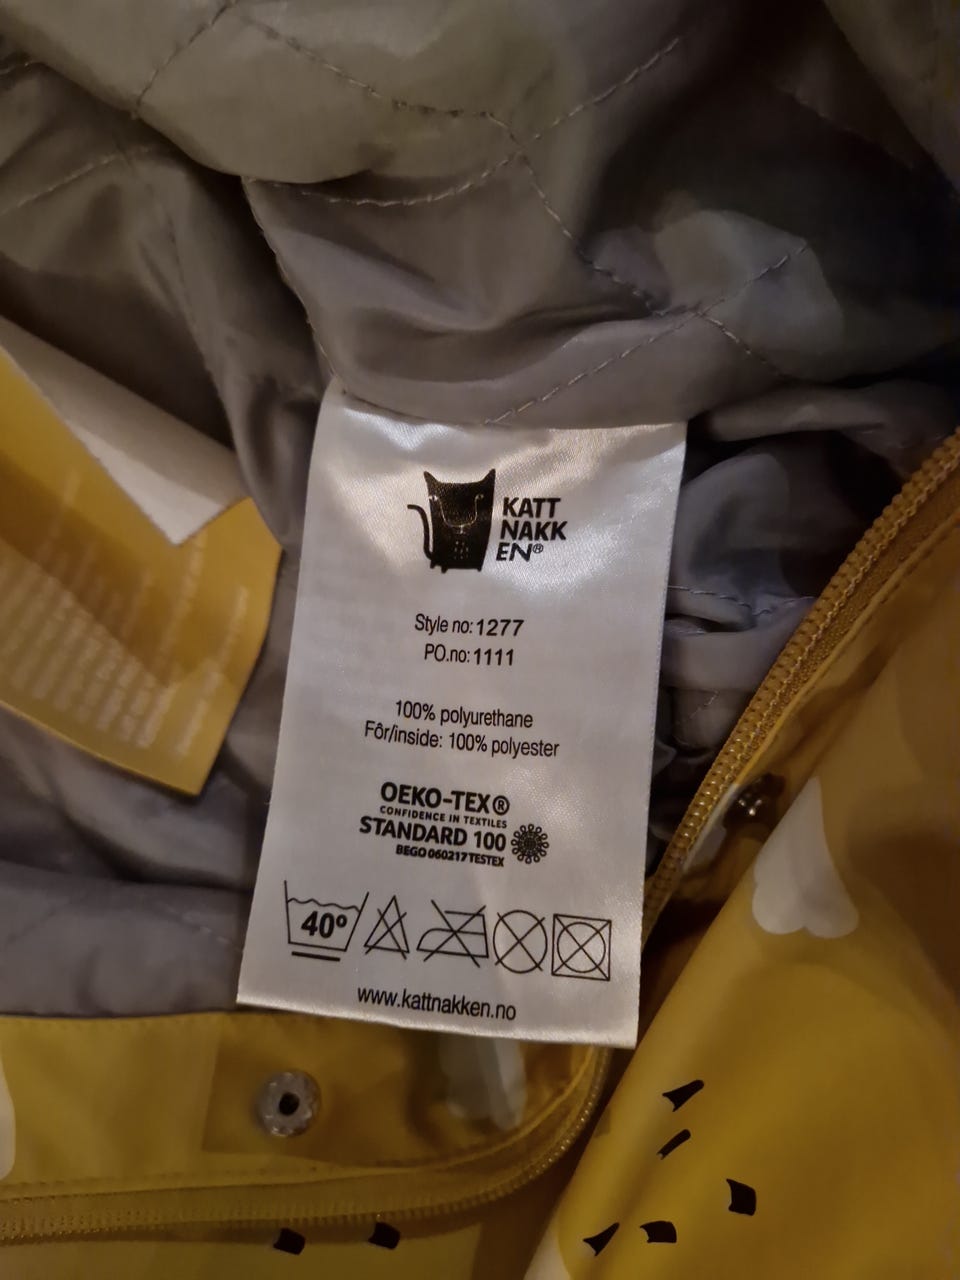 KATT
NAKK
EN®
Style no: 1277
PO.no: 1111
100% polyurethane
Fôr/inside: 100% polyester
OEKO-TEX®
CONFIDENCE IN TEXTILES
STANDARD 100
BEGO 060217 TESTEX
40º
www.kattnakken.no